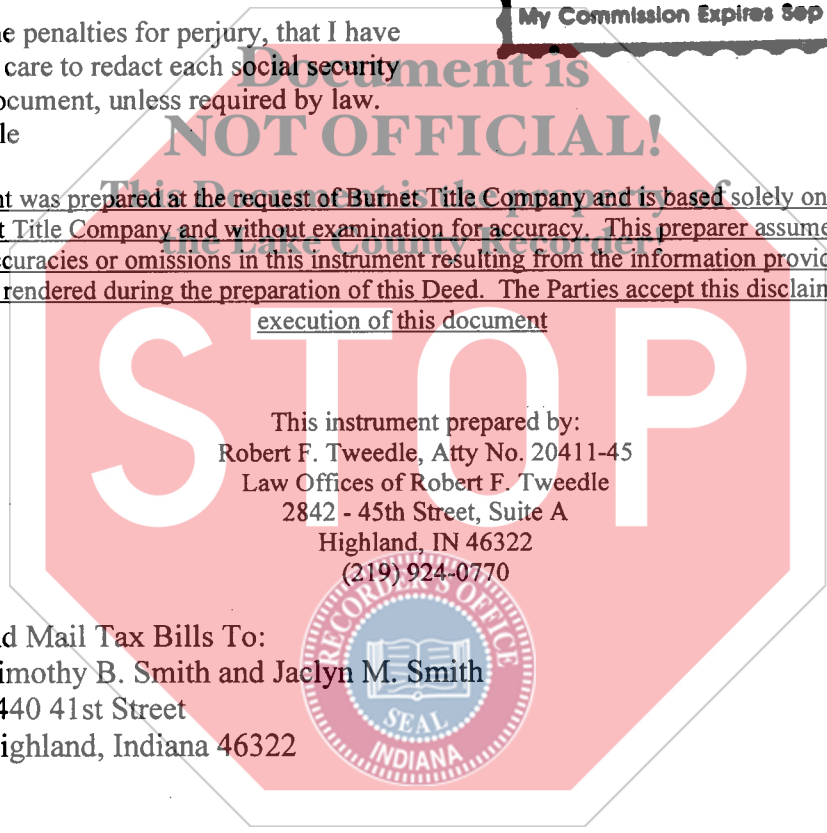 My Commission Expires Sep
e penalties for perjury, that I have
care to redact each social security
ocument, unless required by law.
le
Document is
NOT OFFICIAL!
This Document is the property of
the Lake County Recorder!
nt was prepared at the request of Burnet Title Company and is based solely on
t Title Company and without examination for accuracy. This preparer assume
ccuracies or omissions in this instrument resulting from the information provid
rendered during the preparation of this Deed. The Parties accept this disclaim
execution of this document
STOP
This instrument prepared by:
Robert F. Tweedle, Atty No. 20411-45
Law Offices of Robert F. Tweedle
2842 - 45th Street, Suite A
Highland, IN 46322
(219) 924-0770
RECORDER'S OFFICE
SEAL
INDIANA
d Mail Tax Bills To:
imothy B. Smith and Jaclyn M. Smith
440 41st Street
ighland, Indiana 46322